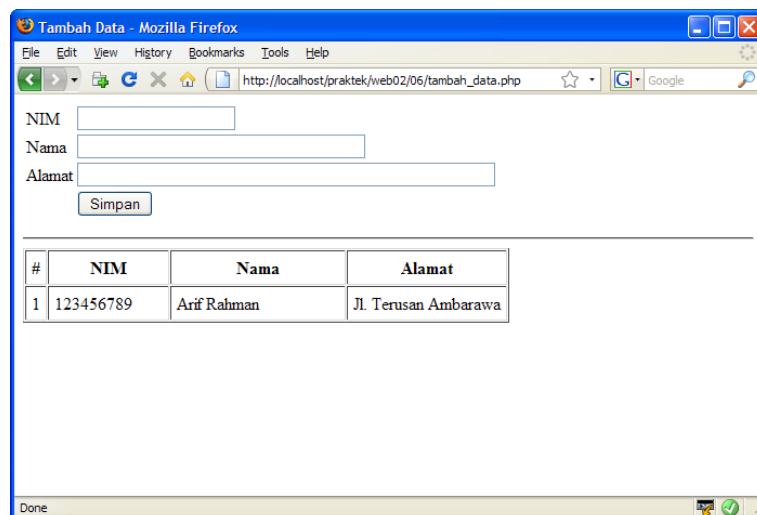 Tambah Data - Mozilla Firefox
File Edit View History Bookmarks Tools Help
http://localhost/praktek/web02/06/tambah_data.php G Google
NIM
Nama
Alamat
Simpan
# NIM Nama Alamat
1 123456789 Arif Rahman Jl. Terusan Ambarawa
Done